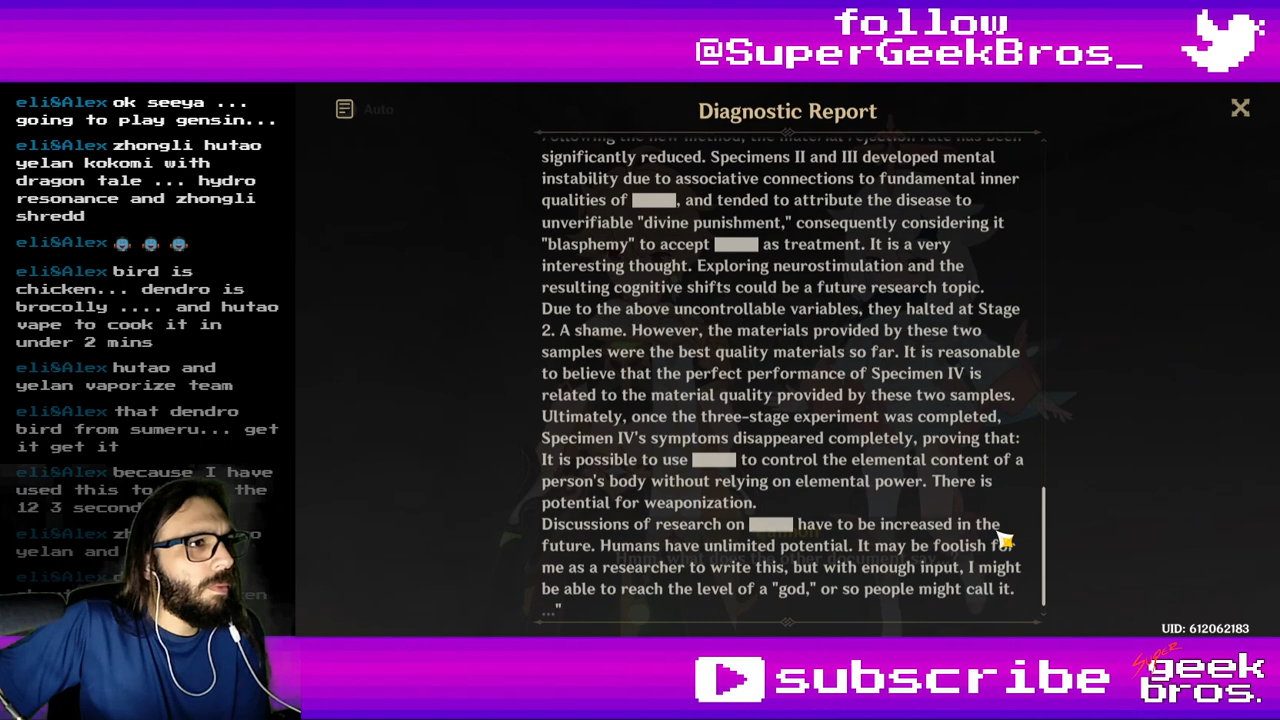 follow
@SuperGeekBros_
eli&Alex ok seeya ...
going to play gensin...
eli&Alex zhongli hutao
yelan kokomi with
dragon tale ... hydro
resonance and zhongli
shredd
eli&Alex
eli&Alex bird is
chicken... dendro is
brocolly .... and hutao
vape to cook it in
under 2 mins
eli&Alex hutao and
yelan vaporize team
eli&Alex that dendro
bird from sumeru... get
it get it
eli&Alex because I have
used this to the
12 3 second
yelan and
Auto
Diagnostic Report
Following the new method, the material rejection rate has been
significantly reduced. Specimens II and III developed mental
instability due to associative connections to fundamental inner
qualities of , and tended to attribute the disease to
unverifiable "divine punishment," consequently considering it
"blasphemy" to accept as treatment. It is a very
interesting thought. Exploring neurostimulation and the
resulting cognitive shifts could be a future research topic.
Due to the above uncontrollable variables, they halted at Stage
2. A shame. However, the materials provided by these two
samples were the best quality materials so far. It is reasonable
to believe that the perfect performance of Specimen IV is
related to the material quality provided by these two samples.
Ultimately, once the three-stage experiment was completed,
Specimen IV's symptoms disappeared completely, proving that:
It is possible to use to control the elemental content of a
person's body without relying on elemental power. There is
potential for weaponization.
Discussions of research on have to be increased in the
future. Humans have unlimited potential. It may be foolish for
me as a researcher to write this, but with enough input, I might
be able to reach the level of a "god," or so people might call it.
..."
UID: 612062183
subscribe
SUPER
geek
bros.